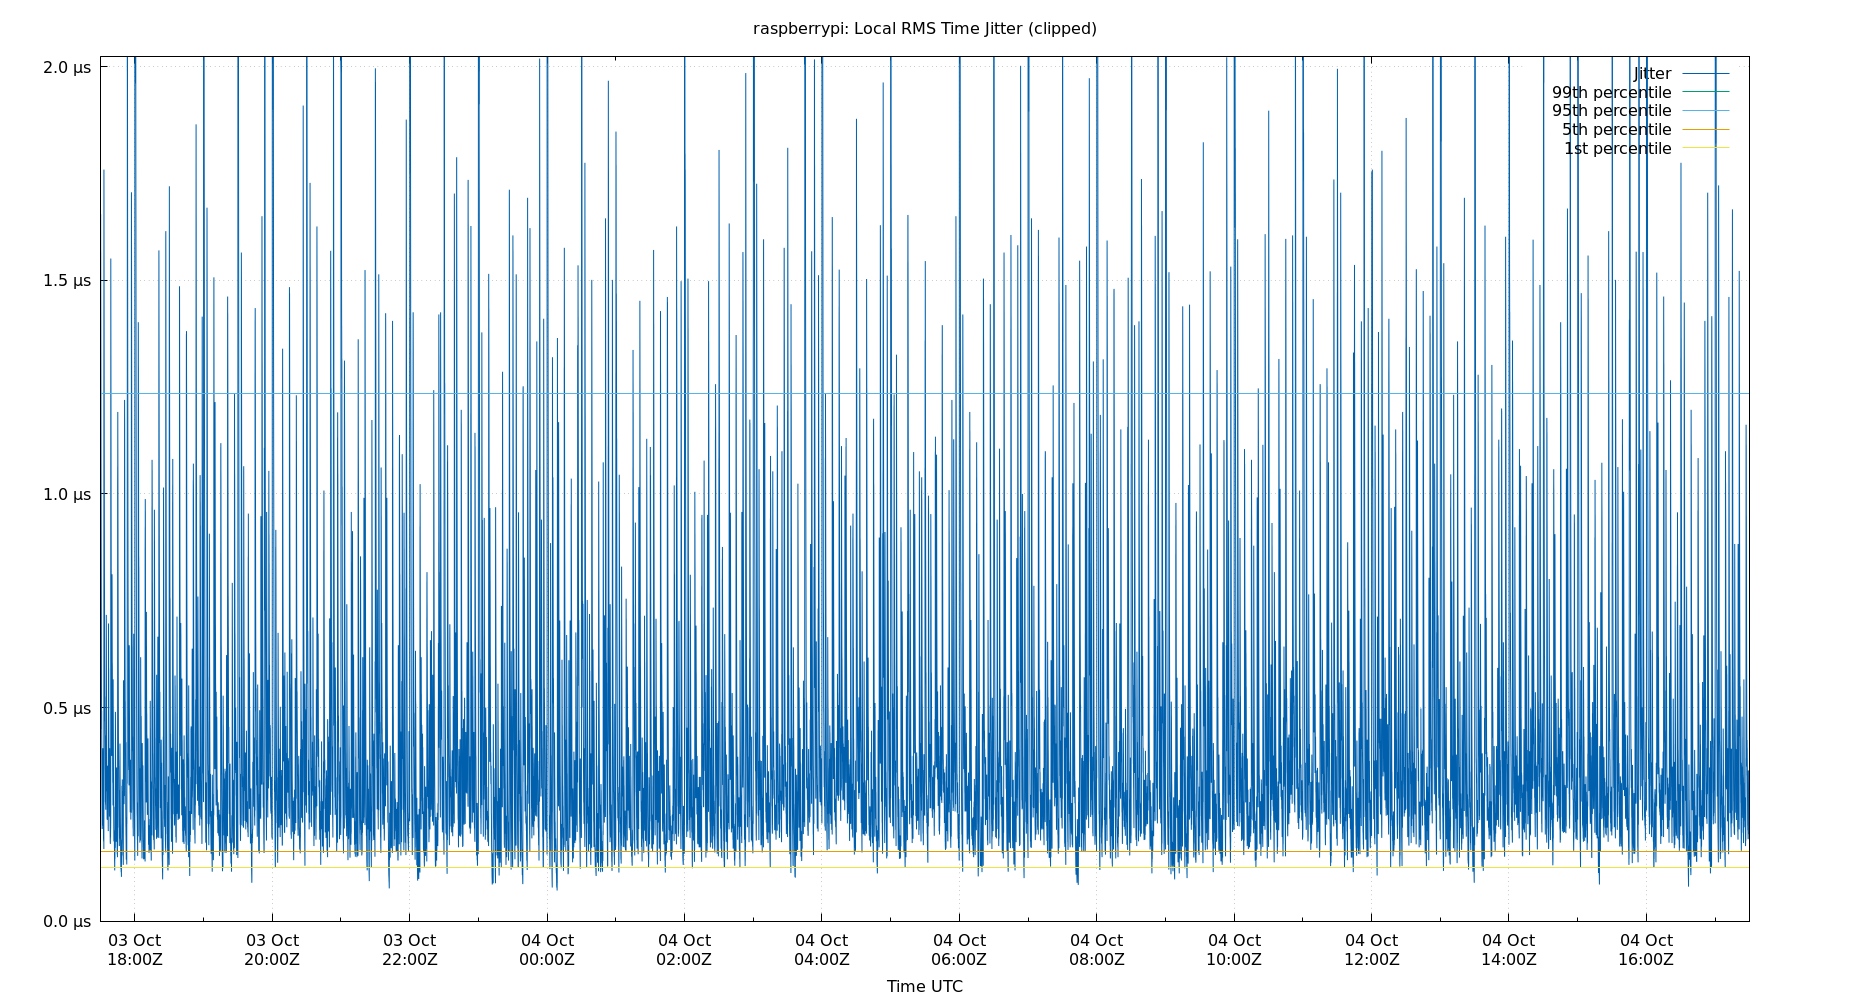 raspberrypi: Local RMS Time Jitter (clipped)
2.0 µs
1.5 µs
1.0 µs
0.5 µs
0.0 µs
Jitter
99th percentile
95th percentile
5th percentile
1st percentile
03 Oct 03 Oct 03 Oct 04 Oct 04 Oct 04 Oct 04 Oct 04 Oct 04 Oct 04 Oct 04 Oct 04 Oct
18:00Z 20:00Z 22:00Z 00:00Z 02:00Z 04:00Z 06:00Z 08:00Z 10:00Z 12:00Z 14:00Z 16:00Z
Time UTC